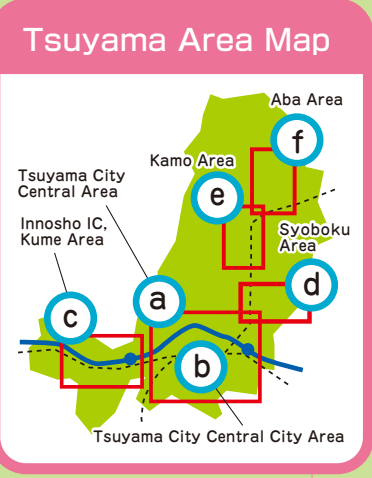 Tsuyama Area Map
Aba Area
f
Kamo Area
e
Tsuyama City
Central Area
Innosho IC,
Kume Area
Syoboku
Area
d
a
c
b
Tsuyama City Central City Area